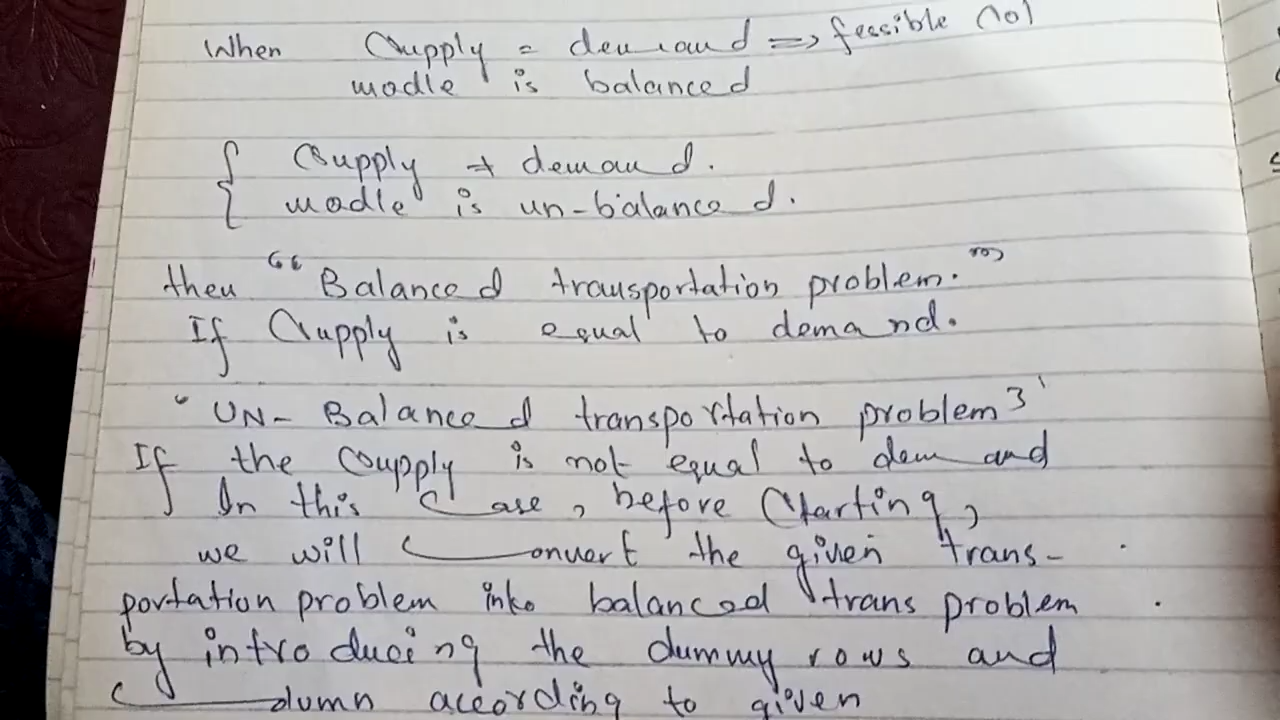 When Supply = demand => feasible sol
modle is balanced
{ Supply ≠ demand.
modle is un-balanced.
then "Balanced transportation problem."
If Supply is equal to demand.
"UN-Balanced transportation problem"
If the Supply is not equal to demand
In this Case, before Starting,
we will Convert the given trans-
portation problem into balanced trans problem
by introducing the dummy rows and
Column according to given